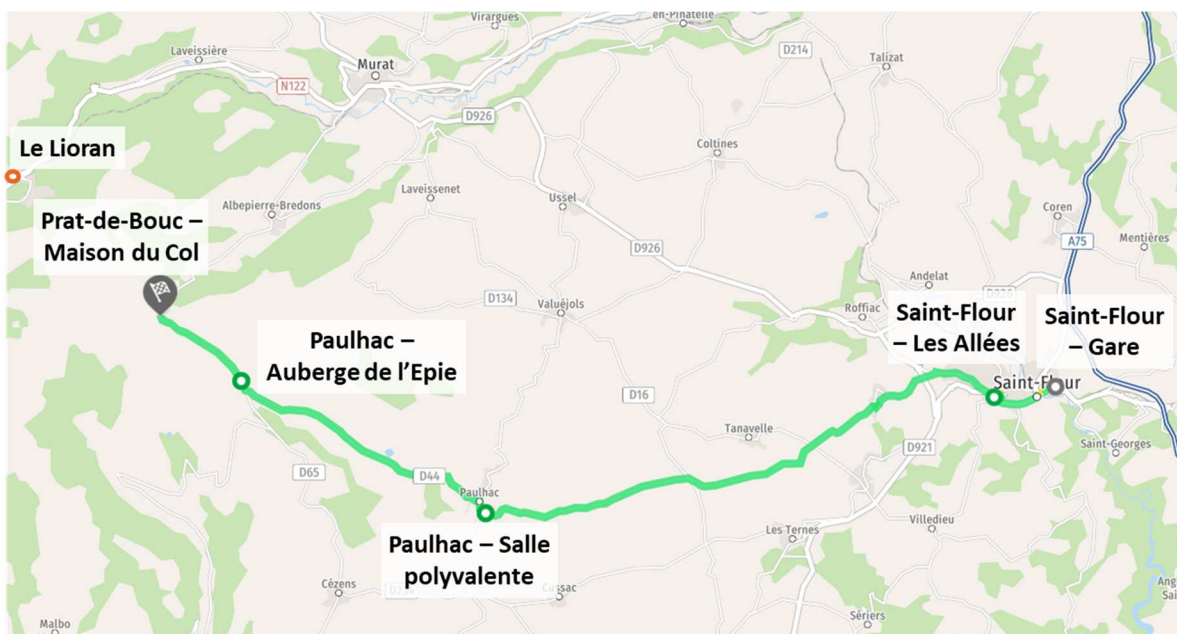 Virargues
en-Pinatelle
Laveissière
D214
Talizat
Murat
N122
D926
Le Lioran
Coltines
Laveissenet
Ussel
Albepierre-Bredons
Coren
Prat-de-Bouc –
Maison du Col
D926
A75
Mentières
Andelat
D134
Valuéjols
D926
Roffiac
Saint-Flour
– Les Allées
Saint-Flour
– Gare
Paulhac –
Auberge de l’Epie
Saint-Flour
D16
Tanavelle
D921
Saint-Georges
D65
D44
Paulhac
Les Ternes
Villedieu
Paulhac – Salle
polyvalente
Cézens
Cussac
Malbo
Sériers